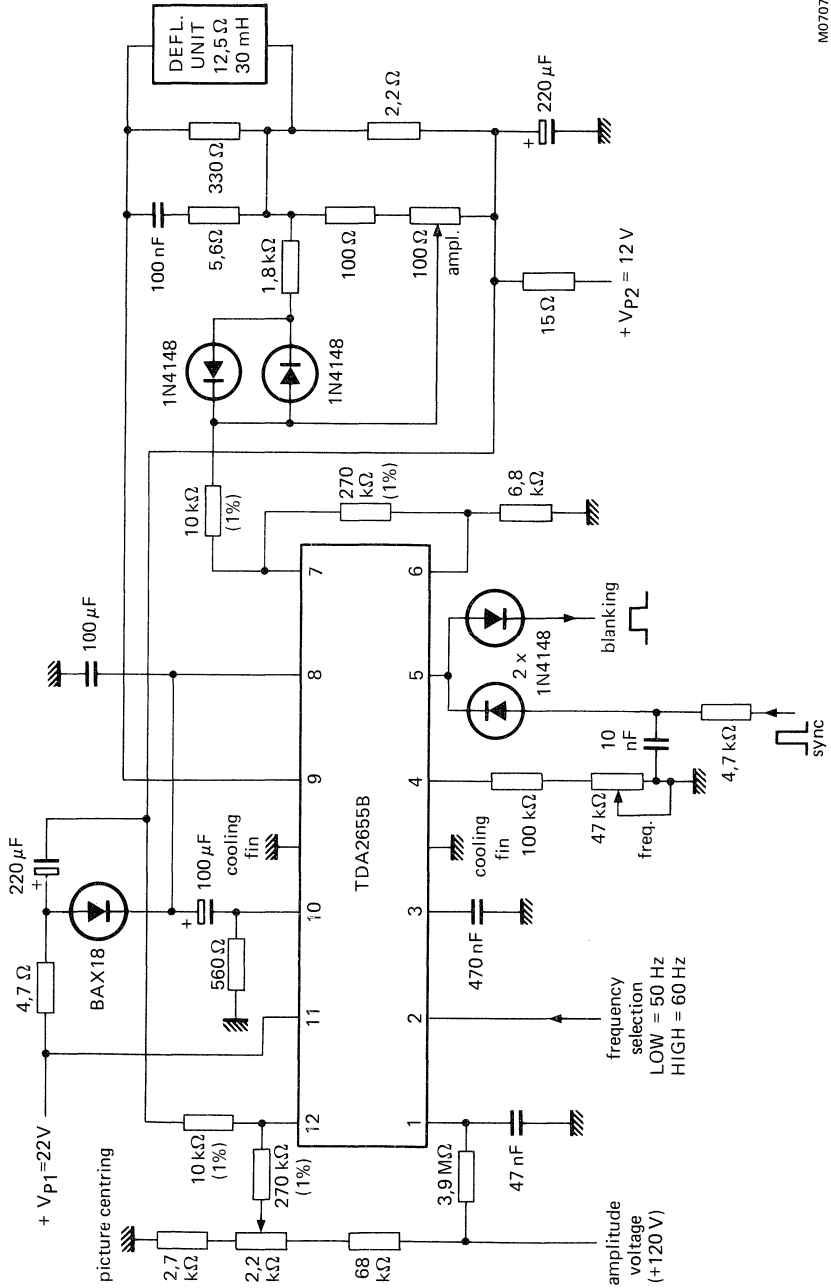 M0707
DEFL.
UNIT
12,5 Ω
30 mH
330 Ω
2,2 Ω
220 μF
+
100 nF
5,6 Ω
1,8 kΩ
100 Ω
100 Ω
ampl.
15 Ω
+ VP2 = 12 V
1N4148
1N4148
10 kΩ
(1%)
270
kΩ
(1%)
6,8
kΩ
100 μF
7
6
8
5
2 x
1N4148
blanking
9
4
10
nF
4,7 kΩ
sync
100 kΩ
47 kΩ
freq.
220 μF
+
BAX18
4,7 Ω
+ VP1=22V
+
100 μF
cooling
fin
560 Ω
TDA2655B
cooling
fin
10
3
470 nF
11
2
frequency
selection
LOW = 50 Hz
HIGH = 60 Hz
12
1
10 kΩ
(1%)
270 kΩ
(1%)
3,9 MΩ
47 nF
picture centring
2,7
kΩ
2,2
kΩ
68
kΩ
amplitude
voltage
(+120 V)